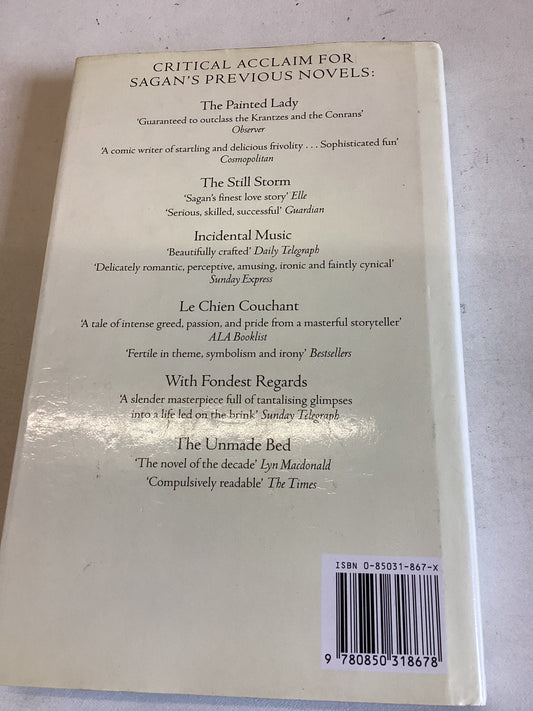 CRITICAL ACCLAIM FOR
SAGAN'S PREVIOUS NOVELS:
The Painted Lady
'Guaranteed to outclass the Krantzes and the Conrans'
Observer
'A comic writer of startling and delicious frivolity . . . Sophisticated fun'
Cosmopolitan
The Still Storm
'Sagan's finest love story' Elle
'Serious, skilled, successful' Guardian
Incidental Music
'Beautifully crafted' Daily Telegraph
'Delicately romantic, perceptive, amusing, ironic and faintly cynical'
Sunday Express
Le Chien Couchant
'A tale of intense greed, passion, and pride from a masterful storyteller'
ALA Booklist
'Fertile in theme, symbolism and irony' Bestsellers
With Fondest Regards
'A slender masterpiece full of tantalising glimpses
into a life led on the brink' Sunday Telegraph
The Unmade Bed
'The novel of the decade' Lyn Macdonald
'Compulsively readable' The Times
ISBN 0-85031-867-X
9 780850 318678